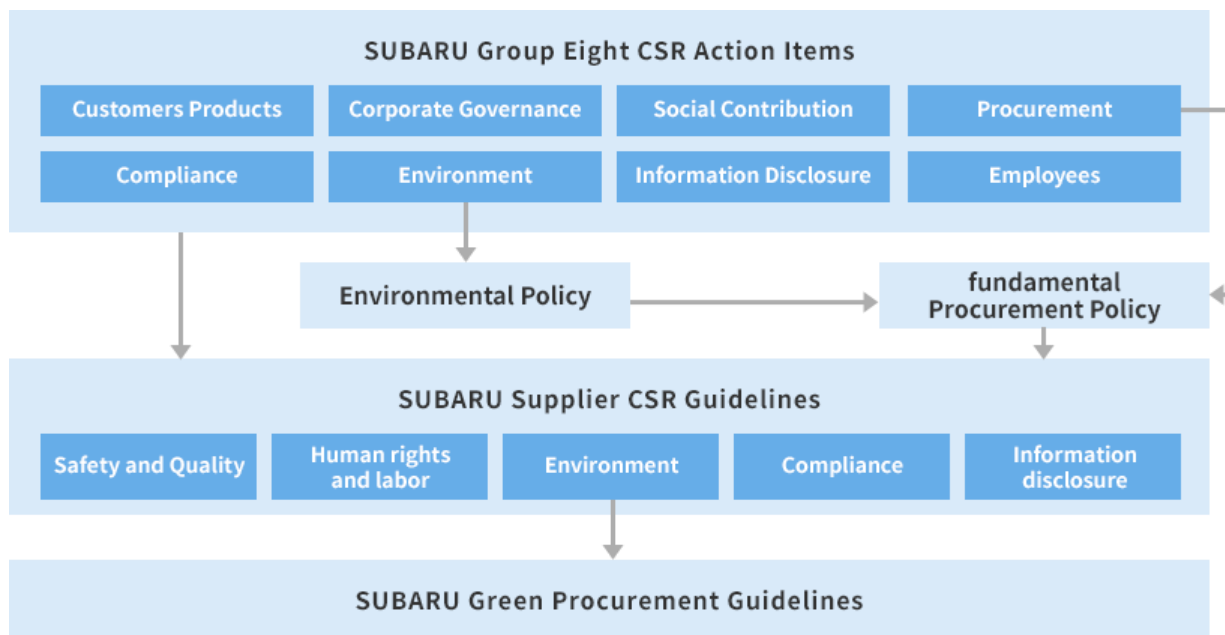 SUBARU Group Eight CSR Action Items
Customers Products
Corporate Governance
Social Contribution
Procurement
Compliance
Environment
Information Disclosure
Employees
Environmental Policy
fundamental
Procurement Policy
SUBARU Supplier CSR Guidelines
Safety and Quality
Human rights
and labor
Environment
Compliance
Information
disclosure
SUBARU Green Procurement Guidelines